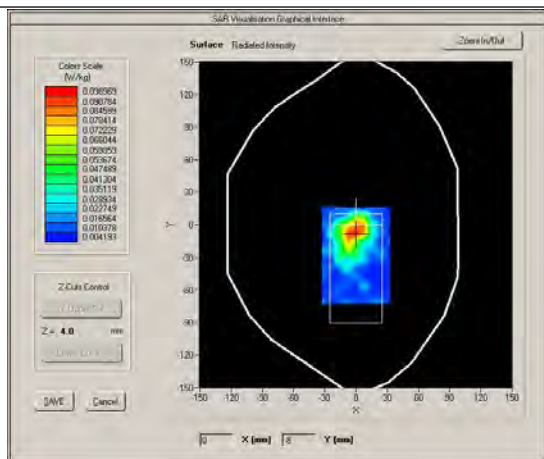 SAR Visualisation Graphical Interface
Surface Radiated Intensity
Zoom In/Out
Colors Scale
(W/kg)
0.096969
0.090784
0.084599
0.078414
0.072229
0.066044
0.059859
0.053674
0.047489
0.041304
0.035119
0.028934
0.022749
0.016564
0.010378
0.004193
150
120
90
60
30
0
-30
-60
-90
-120
-150
Y
-150 -120 -90 -60 -30 0 30 60 90 120 150
X
Z-Cuts Control
Z = 4.0 mm
SAVE Cancel
0 X (mm) -8 Y (mm)